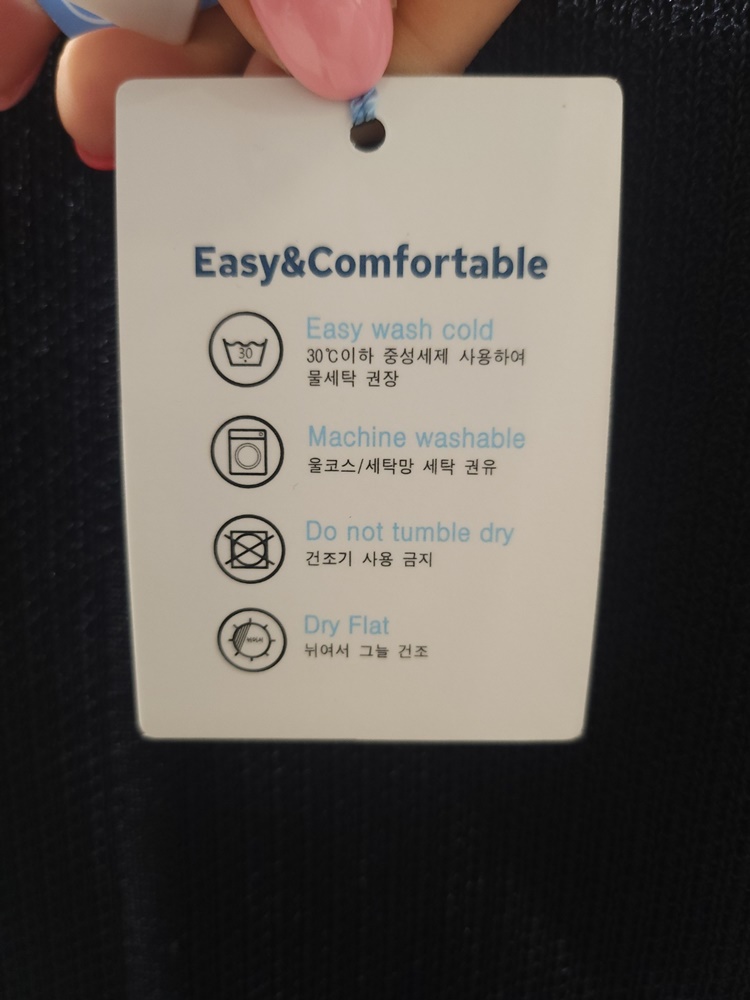 Easy&Comfortable
30
Easy wash cold
30℃이하 중성세제 사용하여
물세탁 권장
Machine washable
울코스/세탁망 세탁 권유
Do not tumble dry
건조기 사용 금지
Dry Flat
뉘여서 그늘 건조